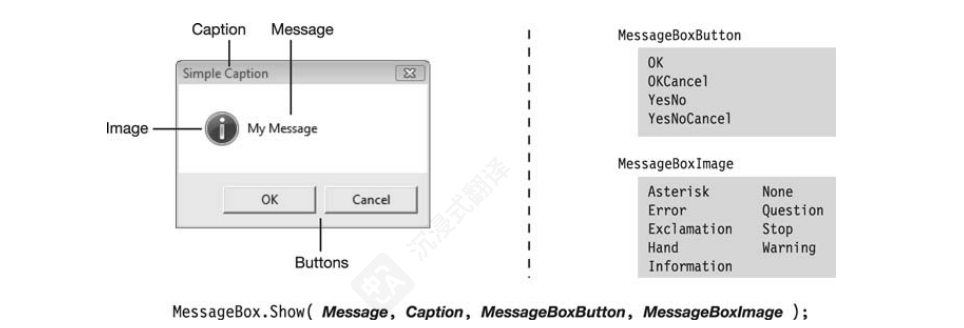 Caption Message
Simple Caption
Image
My Message
OK Cancel
Buttons
MessageBoxButton
OK
OKCancel
YesNo
YesNoCancel
MessageBoxImage
Asterisk None
Error Question
Exclamation Stop
Hand Warning
Information
沉浸式翻译
MessageBox.Show( Message, Caption, MessageBoxButton, MessageBoxImage );